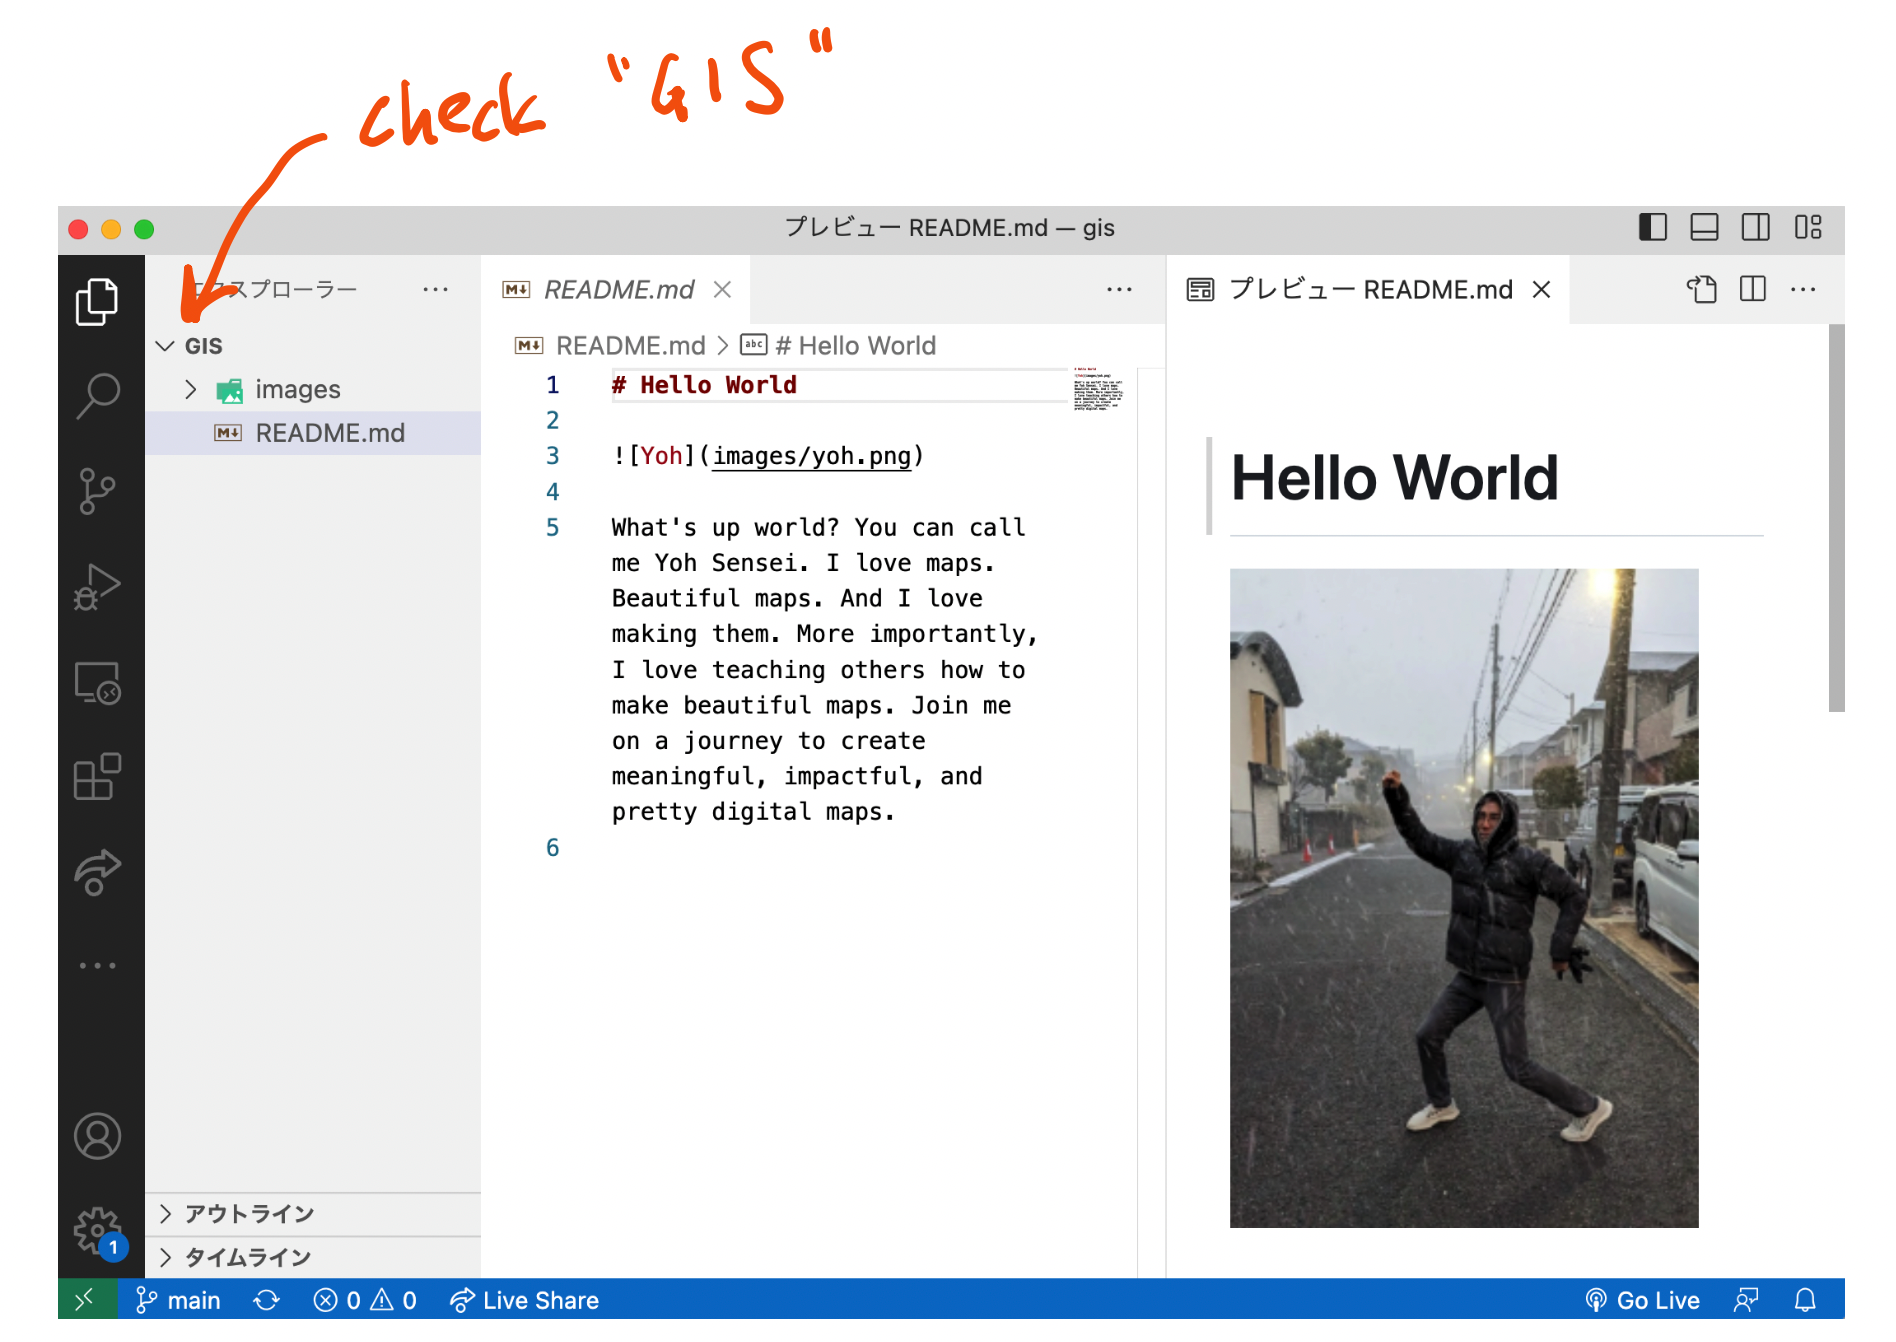 check "GIS"
プレビュー README.md — gis
エクスプローラー
GIS
images
README.md
アウトライン
タイムライン
README.md
README.md > # Hello World
1 # Hello World
2
3 ![Yoh](images/yoh.png)
4
5 What's up world? You can call
me Yoh Sensei. I love maps.
Beautiful maps. And I love
making them. More importantly,
I love teaching others how to
make beautiful maps. Join me
on a journey to create
meaningful, impactful, and
pretty digital maps.
6
プレビュー README.md
Hello World
1
main 0 0 Live Share
Go Live